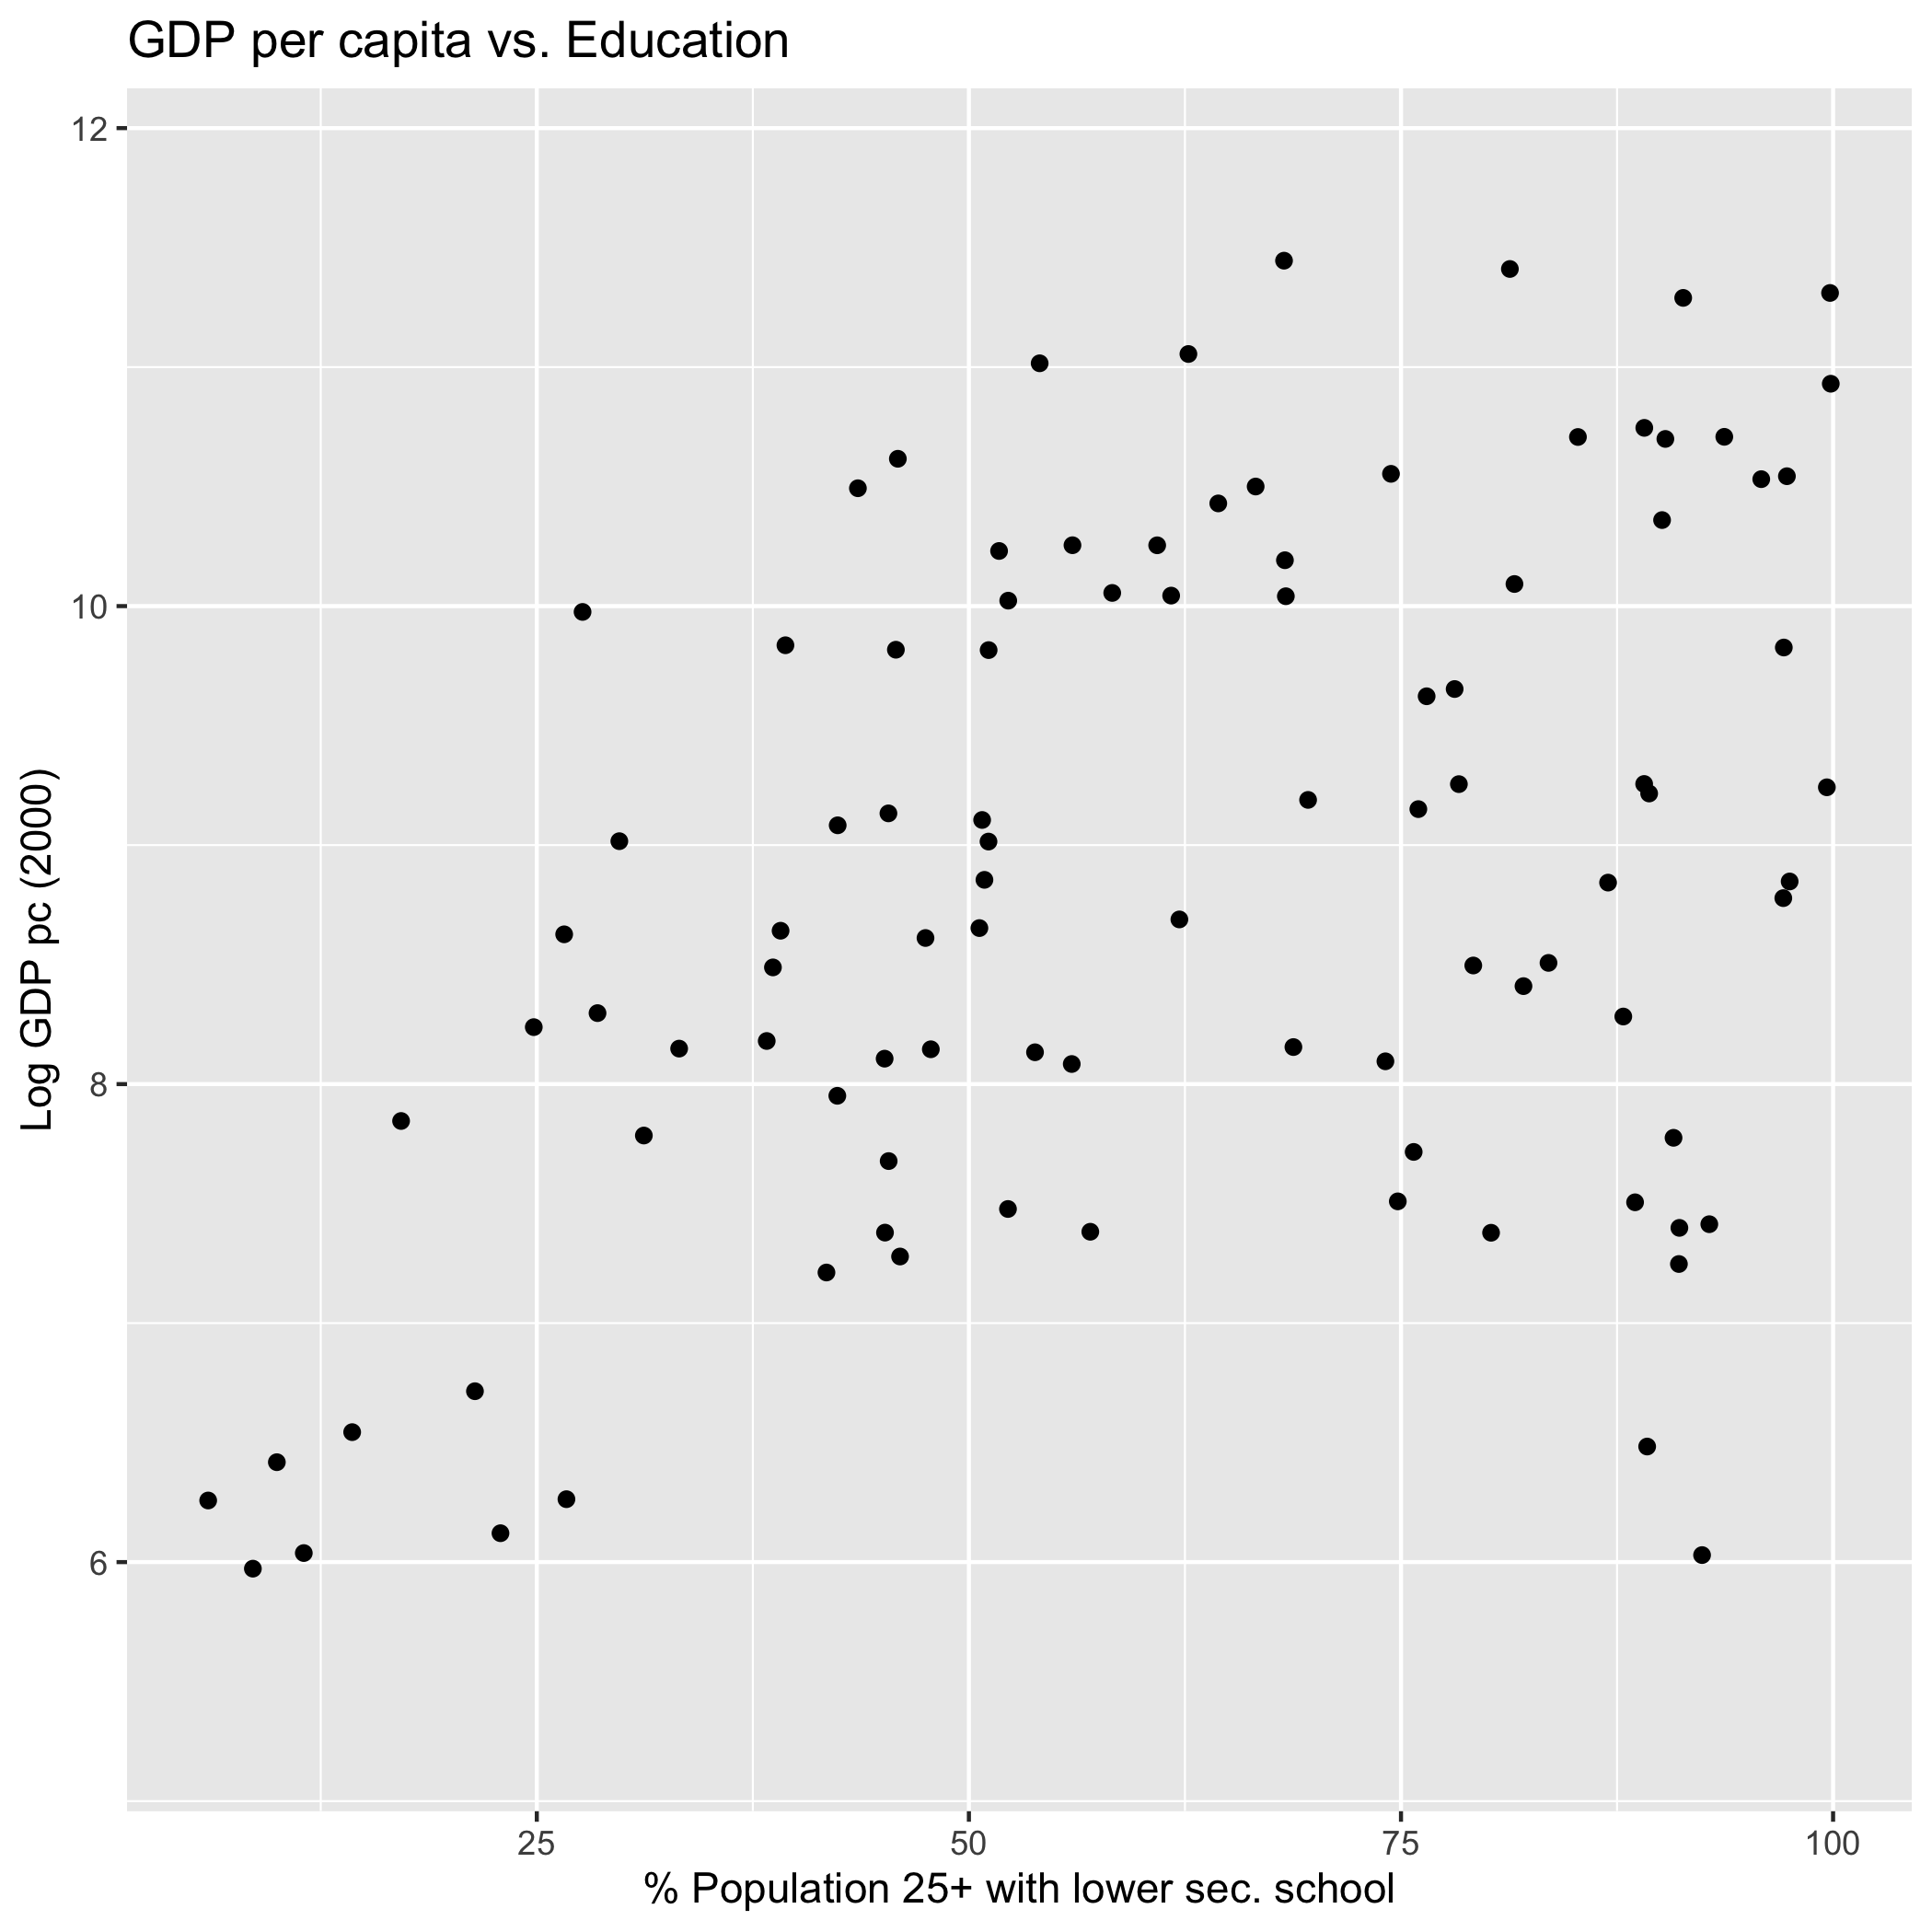 GDP per capita vs. Education
Log GDP pc (2000)
12
10
8
6
25 50 75 100
% Population 25+ with lower sec. school